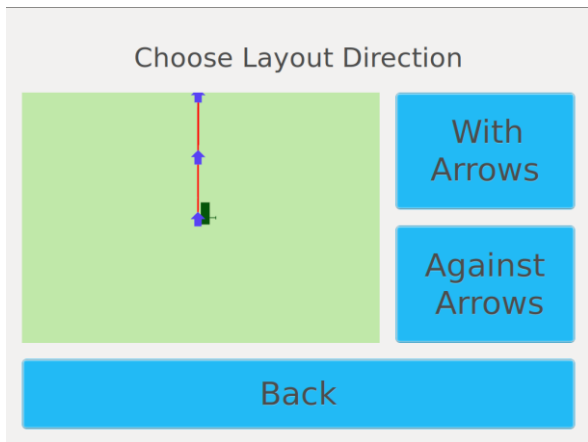 Choose Layout Direction
With
Arrows
Against
Arrows
Back